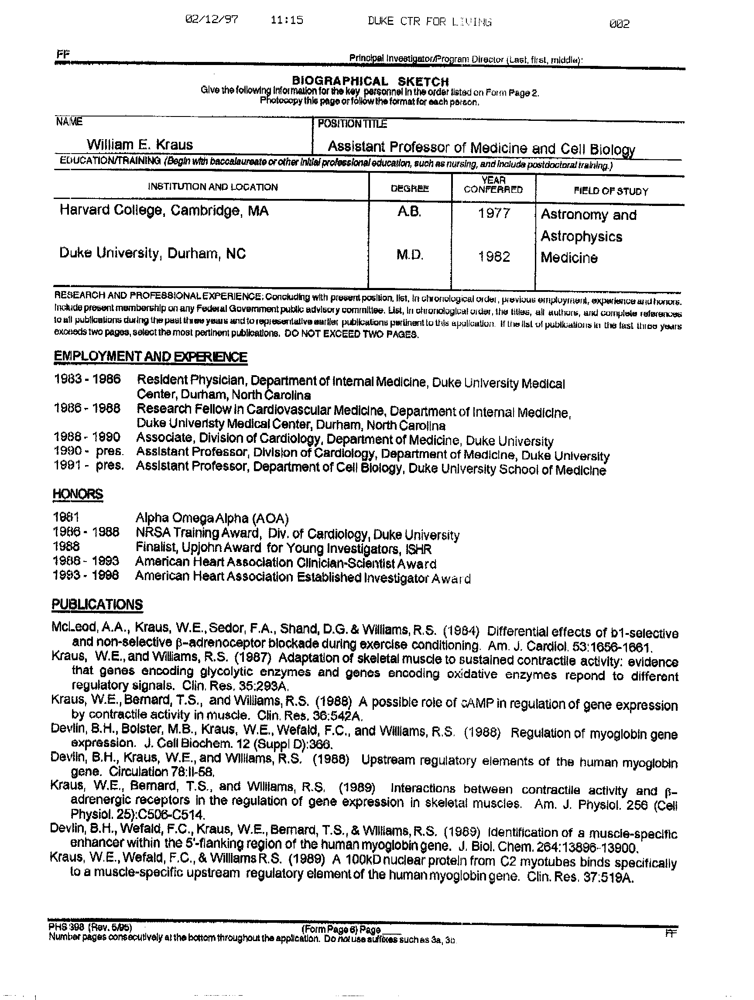 02/12/97 11:15 DUKE CTR FOR LIVING 002
FF Principal Investigator/Program Director (Last, first, middle):
BIOGRAPHICAL SKETCH
Give the following information for the key personnel in the order listed on Form Page 2.
Photocopy this page or follow the format for each person.
NAME POSITION TITLE
William E. Kraus Assistant Professor of Medicine and Cell Biology
EDUCATION/TRAINING (Begin with baccalaureate or other initial professional education, such as nursing, and include postdoctoral training.)
INSTITUTION AND LOCATION DEGREE YEAR CONFERRED FIELD OF STUDY
Harvard College, Cambridge, MA A.B. 1977 Astronomy and
Astrophysics
Duke University, Durham, NC M.D. 1982 Medicine
RESEARCH AND PROFESSIONAL EXPERIENCE: Concluding with present position, list, in chronological order, previous employment, experience and honors.
Include present membership on any Federal Government public advisory committee. List, in chronological order, the titles, all authors, and complete references
to all publications during the past three years and to representative earlier publications pertinent to this application. If the list of publications in the last three years
exceeds two pages, select the most pertinent publications. DO NOT EXCEED TWO PAGES.
EMPLOYMENT AND EXPERIENCE
1983 - 1986 Resident Physician, Department of Internal Medicine, Duke University Medical
Center, Durham, North Carolina
1986 - 1988 Research Fellow in Cardiovascular Medicine, Department of Internal Medicine,
Duke Univeristy Medical Center, Durham, North Carolina
1988 - 1990 Associate, Division of Cardiology, Department of Medicine, Duke University
1990 - pres. Assistant Professor, Division of Cardiology, Department of Medicine, Duke University
1991 - pres. Assistant Professor, Department of Cell Biology, Duke University School of Medicine
HONORS
1981 Alpha Omega Alpha (AOA)
1986 - 1988 NRSA Training Award, Div. of Cardiology, Duke University
1988 Finalist, Upjohn Award for Young Investigators, ISHR
1988 - 1993 American Heart Association Clinician-Scientist Award
1993 - 1998 American Heart Association Established Investigator Award
PUBLICATIONS
McLeod, A.A., Kraus, W.E., Sedor, F.A., Shand, D.G. & Williams, R.S. (1984) Differential effects of b1-selective
and non-selective β-adrenoceptor blockade during exercise conditioning. Am. J. Cardiol. 53:1656-1661.
Kraus, W.E., and Williams, R.S. (1987) Adaptation of skeletal muscle to sustained contractile activity: evidence
that genes encoding glycolytic enzymes and genes encoding oxidative enzymes repond to different
regulatory signals. Clin. Res. 35:293A.
Kraus, W.E., Bernard, T.S., and Williams, R.S. (1988) A possible role of cAMP in regulation of gene expression
by contractile activity in muscle. Clin. Res. 36:542A.
Devlin, B.H., Bolster, M.B., Kraus, W.E., Wefald, F.C., and Williams, R.S. (1988) Regulation of myoglobin gene
expression. J. Cell Biochem. 12 (Suppl D):366.
Devlin, B.H., Kraus, W.E., and Williams, R.S. (1988) Upstream regulatory elements of the human myoglobin
gene. Circulation 78:II-58.
Kraus, W.E., Bernard, T.S., and Williams, R.S. (1989) Interactions between contractile activity and β-
adrenergic receptors in the regulation of gene expression in skeletal muscles. Am. J. Physiol. 256 (Cell
Physiol. 25):C506-C514.
Devlin, B.H., Wefald, F.C., Kraus, W.E., Bernard, T.S., & Williams, R.S. (1989) Identification of a muscle-specific
enhancer within the 5'-flanking region of the human myoglobin gene. J. Biol. Chem. 264:13896-13900.
Kraus, W.E., Wefald, F.C., & Williams R.S. (1989) A 100kD nuclear protein from C2 myotubes binds specifically
to a muscle-specific upstream regulatory element of the human myoglobin gene. Clin. Res. 37:519A.
PHS 398 (Rev. 5/95) (Form Page 6) Page ____ FF
Number pages consecutively at the bottom throughout the application. Do not use suffixes such as 3a, 3b.